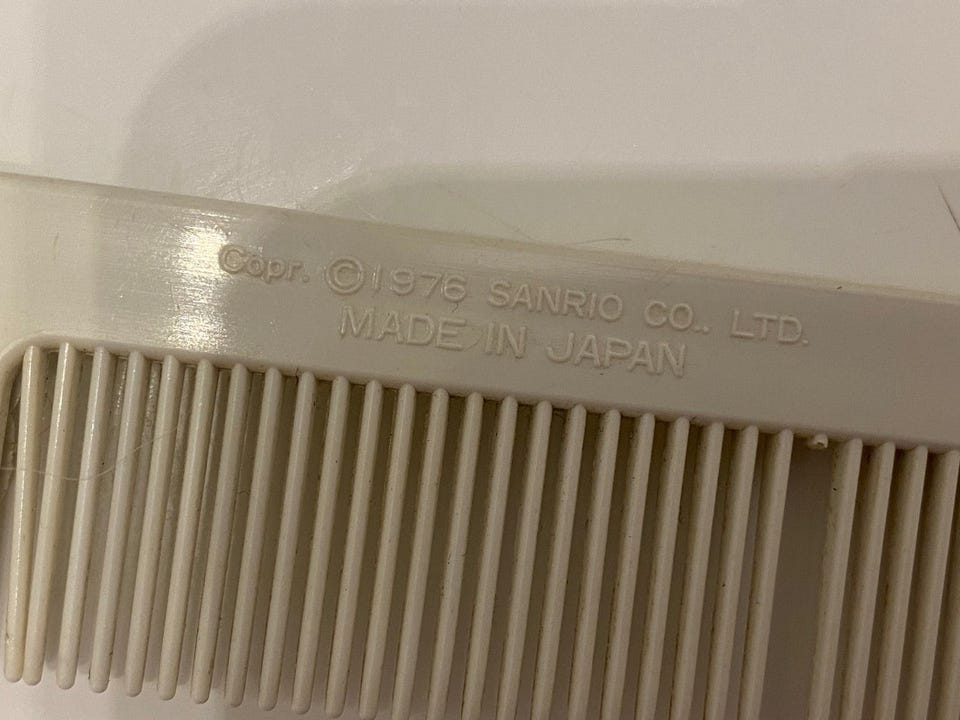 Copr. ©1976 SANRIO CO., LTD.
MADE IN JAPAN